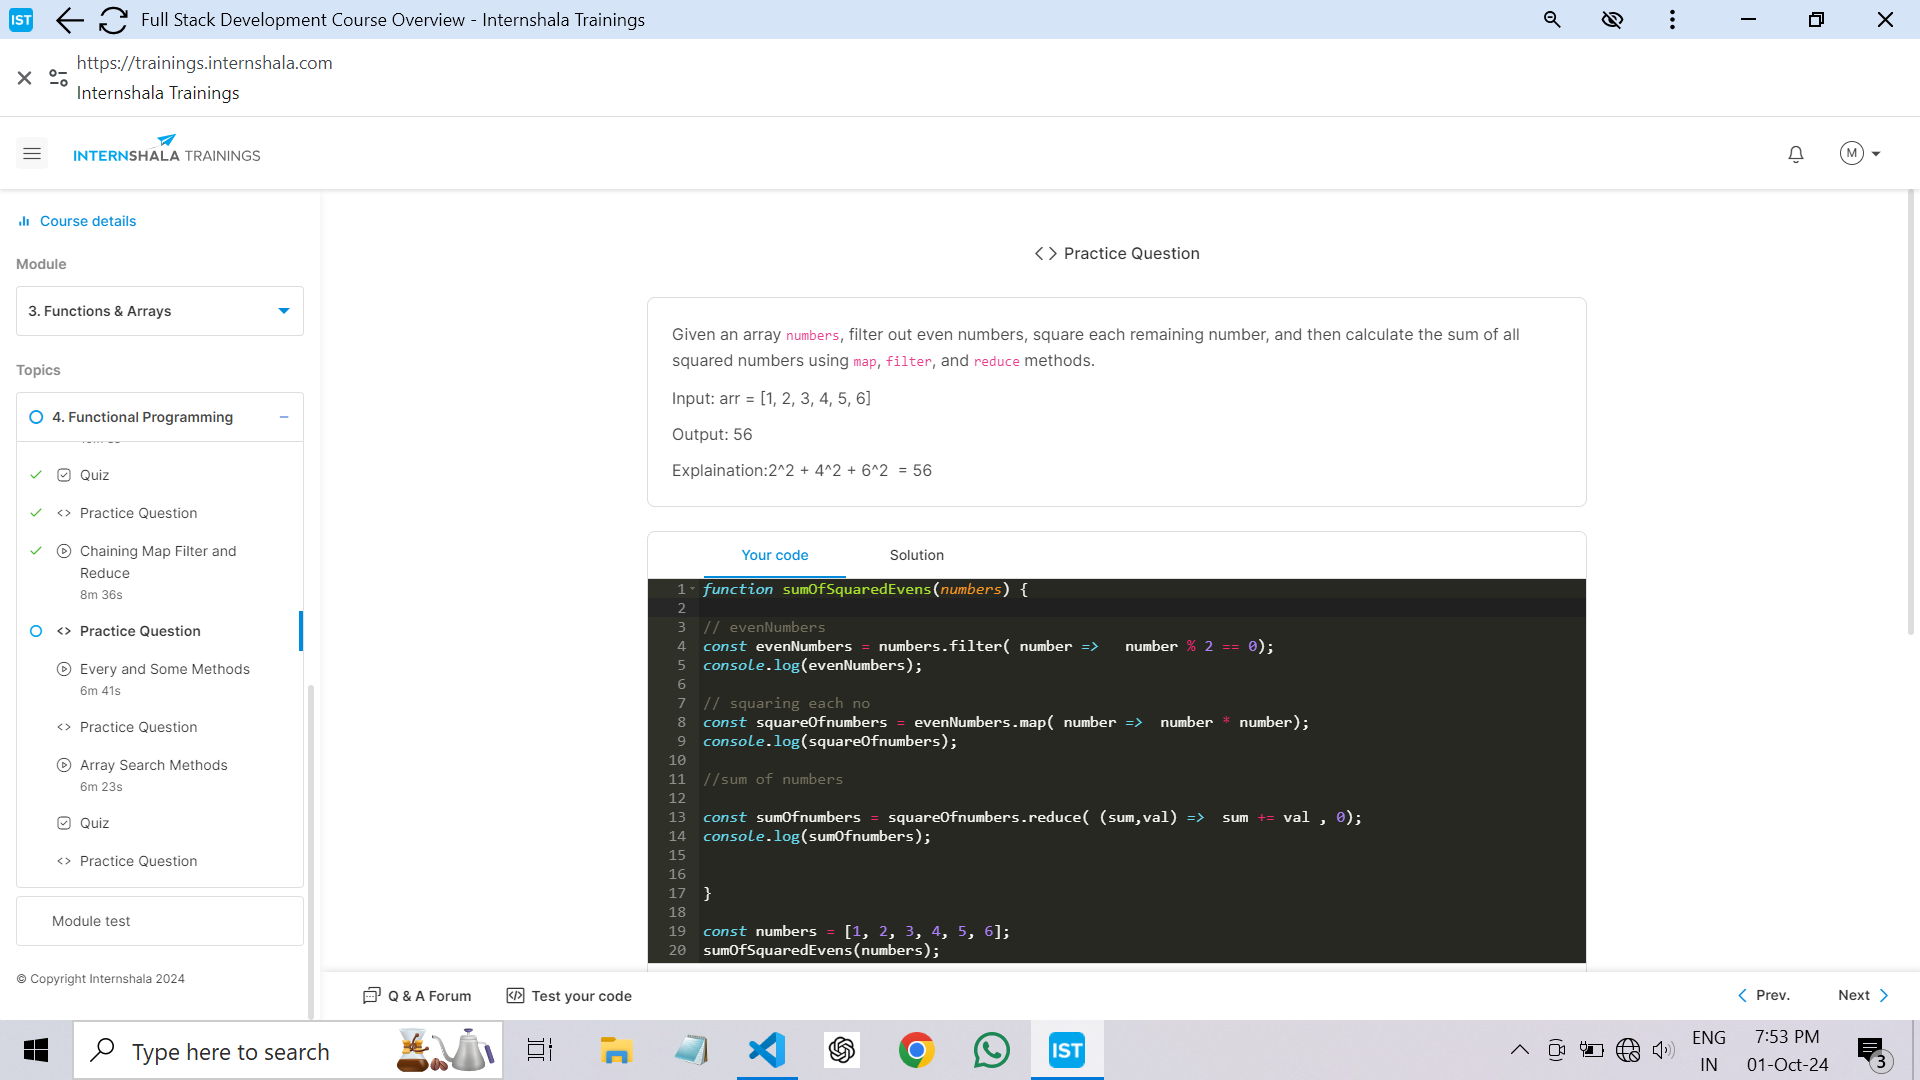 IST
Full Stack Development Course Overview - Internshala Trainings
https://trainings.internshala.com
Internshala Trainings
INTERNSHALA TRAININGS
M
Course details
Module
3. Functions & Arrays
Topics
4. Functional Programming
Quiz
Practice Question
Chaining Map Filter and
Reduce
8m 36s
Practice Question
Every and Some Methods
6m 41s
Practice Question
Array Search Methods
6m 23s
Quiz
Practice Question
Module test
© Copyright Internshala 2024
<> Practice Question
Given an array numbers, filter out even numbers, square each remaining number, and then calculate the sum of all
squared numbers using map, filter, and reduce methods.
Input: arr = [1, 2, 3, 4, 5, 6]
Output: 56
Explaination:2^2 + 4^2 + 6^2  = 56
Your code Solution
1 function sumOfSquaredEvens(numbers) {
2
3 // evenNumbers
4 const evenNumbers = numbers.filter( number =>   number % 2 == 0);
5 console.log(evenNumbers);
6
7 // squaring each no
8 const squareOfnumbers = evenNumbers.map( number =>  number * number);
9 console.log(squareOfnumbers);
10
11 //sum of numbers
12
13 const sumOfnumbers = squareOfnumbers.reduce( (sum,val) =>  sum += val , 0);
14 console.log(sumOfnumbers);
15
16
17 }
18
19 const numbers = [1, 2, 3, 4, 5, 6];
20 sumOfSquaredEvens(numbers);
Q & A Forum Test your code Prev. Next
Type here to search
IST
ENG
IN
7:53 PM
01-Oct-24
3